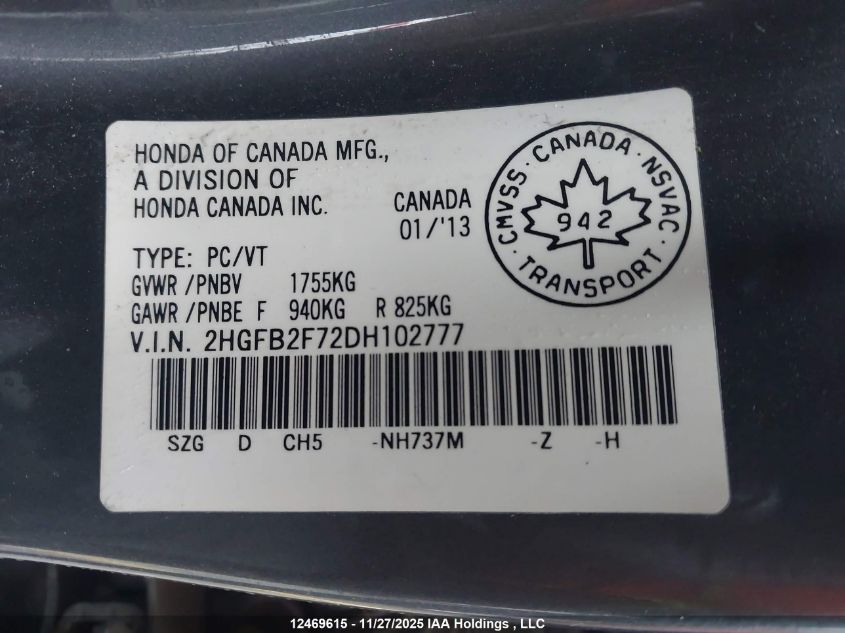 HONDA OF CANADA MFG.,
A DIVISION OF
HONDA CANADA INC.
CANADA
01/'13
CMVSS · CANADA · NSVAC
942
· TRANSPORT ·
TYPE: PC/VT
GVWR /PNBV 1755KG
GAWR /PNBE F 940KG R 825KG
V.I.N. 2HGFB2F72DH102777
SZG D CH5 -NH737M -Z -H
12469615 - 11/27/2025 IAA Holdings , LLC